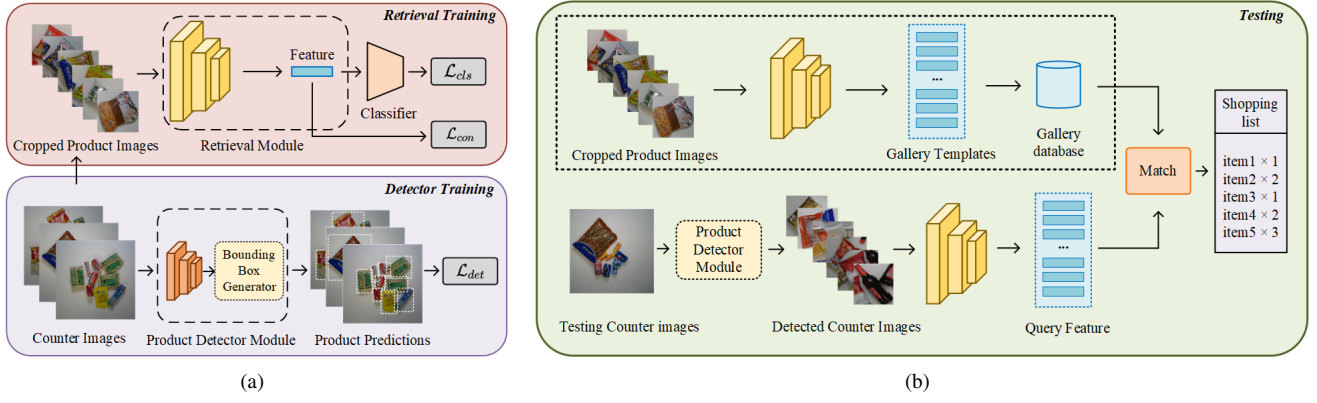 Retrieval Training
Feature
ℒcls
Classifier
ℒcon
Cropped Product Images
Retrieval Module
Detector Training
Bounding
Box
Generator
ℒdet
Counter Images
Product Detector Module
Product Predictions
(a)
Testing
...
Cropped Product Images
Gallery Templates
Gallery
database
Shopping
list
item1 × 1
item2 × 2
item3 × 1
item4 × 2
item5 × 3
Match
Product
Detector
Module
...
Testing Counter images
Detected Counter Images
Query Feature
(b)